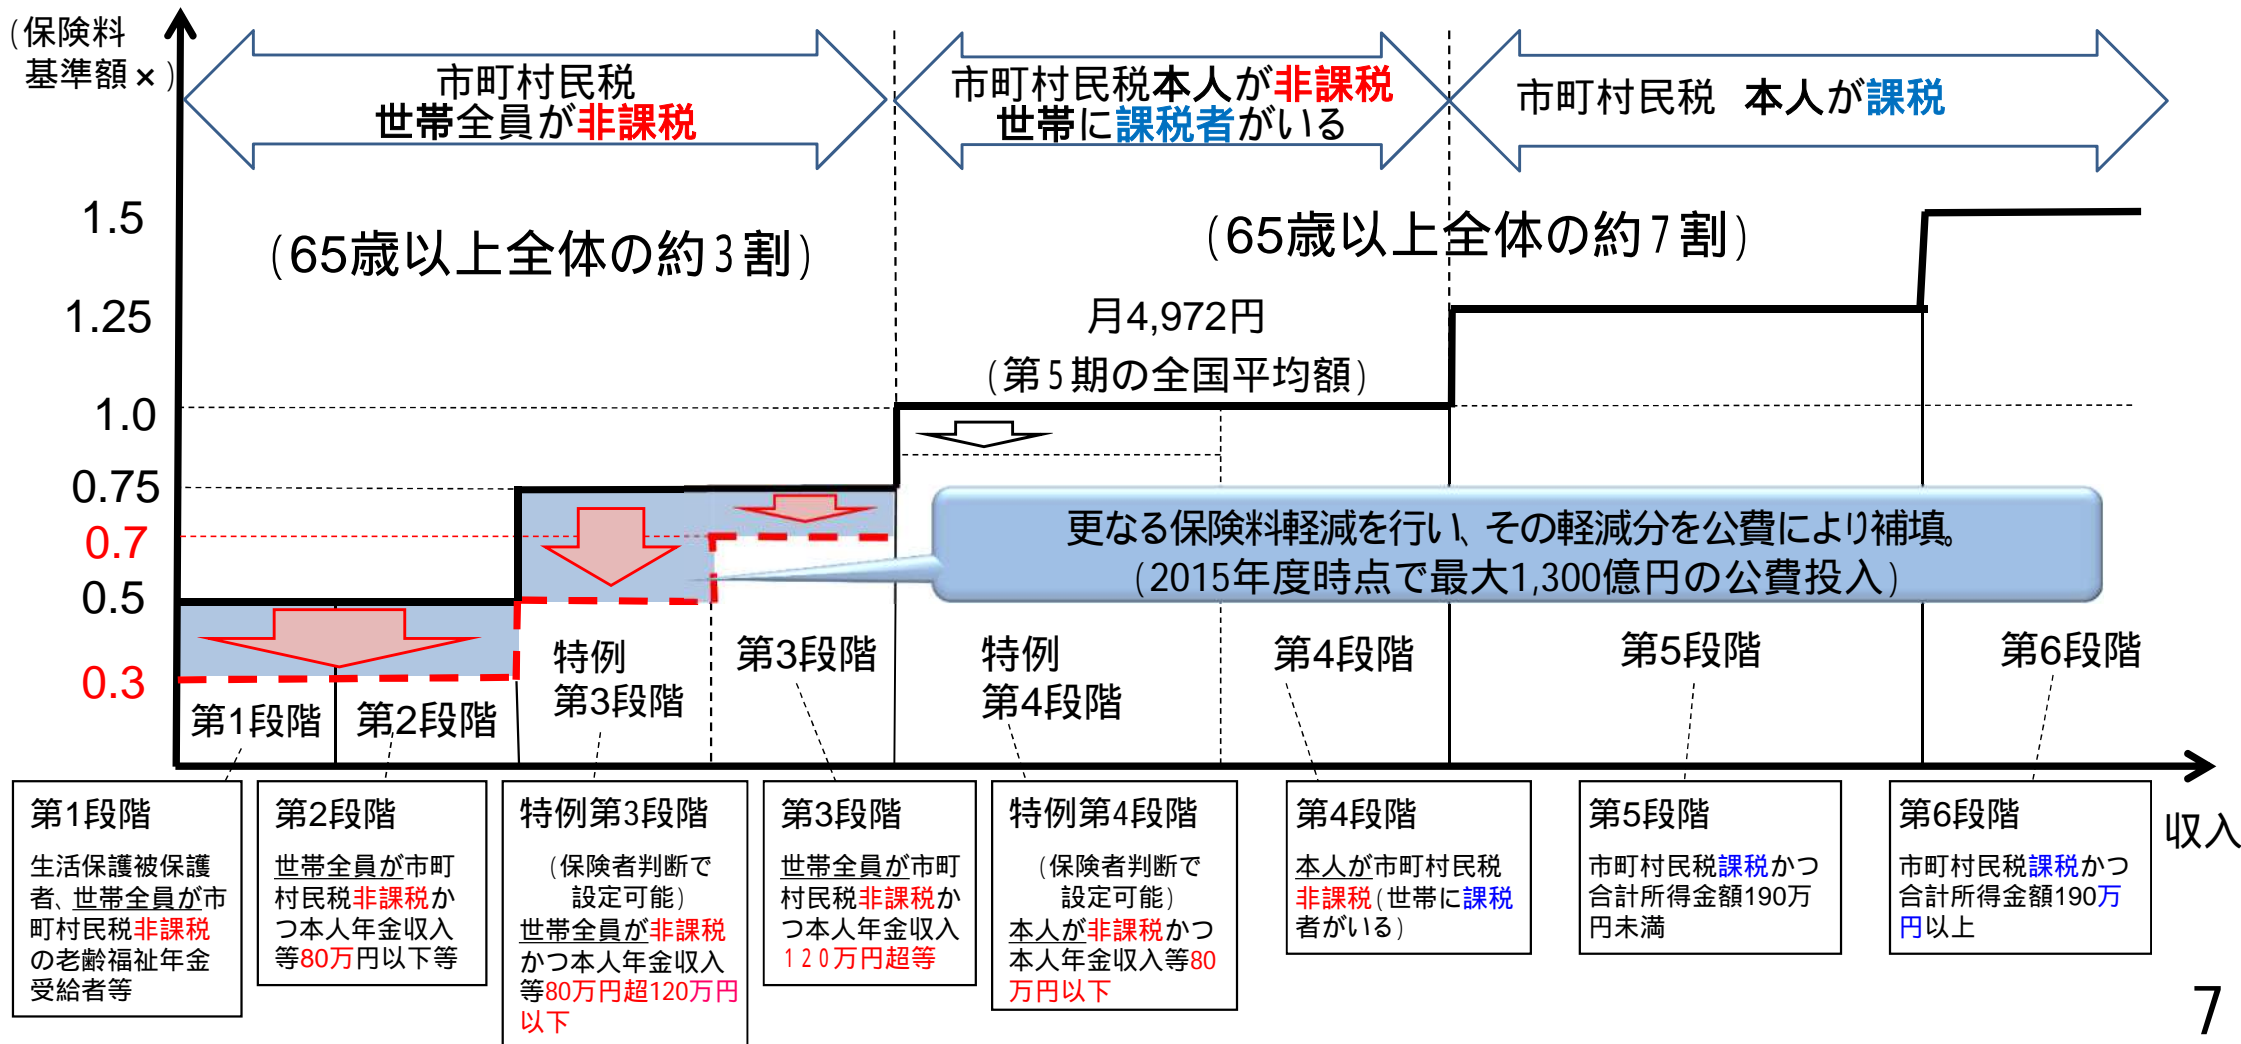 (保険料
基準額×)
市町村民税
世帯全員が非課税
市町村民税本人が非課税
世帯に課税者がいる
市町村民税 本人が課税
(65歳以上全体の約3割)
(65歳以上全体の約7割)
1.5
1.25
1.0
0.75
0.7
0.5
0.3
月4,972円
(第5期の全国平均額)
更なる保険料軽減を行い、その軽減分を公費により補填。
(2015年度時点で最大1,300億円の公費投入)
第1段階
第2段階
特例
第3段階
第3段階
特例
第4段階
第4段階
第5段階
第6段階
収入
第1段階
生活保護被保護
者、世帯全員が市
町村民税非課税
の老齢福祉年金
受給者等
第2段階
世帯全員が市町
村民税非課税か
つ本人年金収入
等80万円以下等
特例第3段階
(保険者判断で
設定可能)
世帯全員が非課税
かつ本人年金収入
等80万円超120万円
以下
第3段階
世帯全員が市町
村民税非課税か
つ本人年金収入
120万円超等
特例第4段階
(保険者判断で
設定可能)
本人が非課税かつ
本人年金収入等80
万円以下
第4段階
本人が市町村民税
非課税(世帯に課税
者がいる)
第5段階
市町村民税課税かつ
合計所得金額190万
円未満
第6段階
市町村民税課税かつ
合計所得金額190万
円以上
7